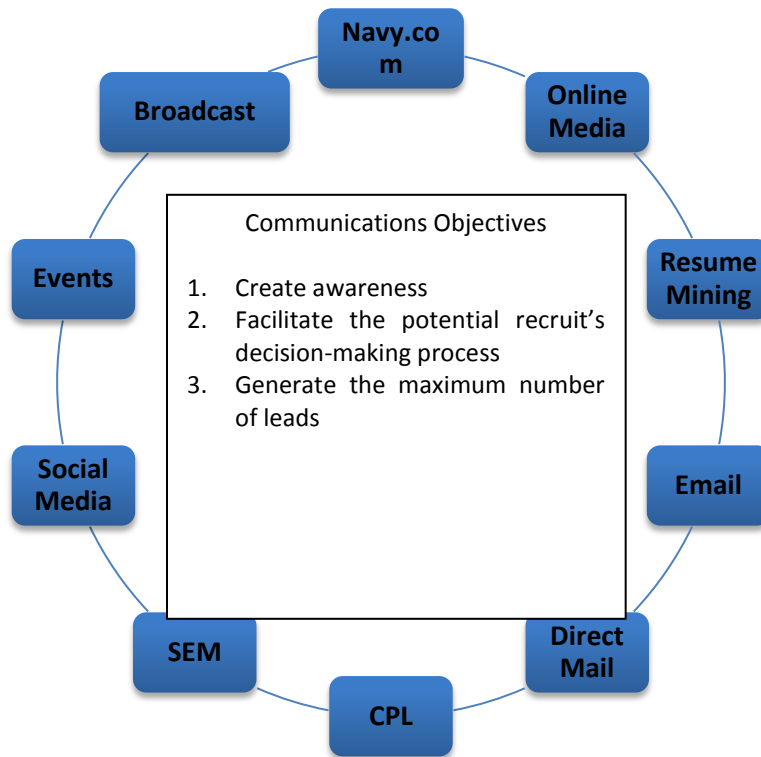 Navy.co
m
Online
Media
Broadcast
Communications Objectives
1. Create awareness
2. Facilitate the potential recruit’s
decision-making process
3. Generate the maximum number
of leads
Events
Resume
Mining
Social
Media
Email
SEM
Direct
Mail
CPL